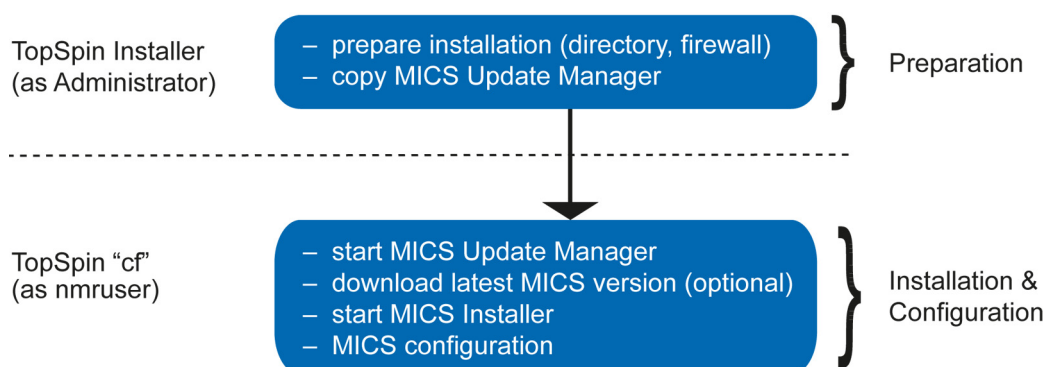 TopSpin Installer
(as Administrator)
– prepare installation (directory, firewall)
– copy MICS Update Manager
Preparation
TopSpin “cf”
(as nmruser)
– start MICS Update Manager
– download latest MICS version (optional)
– start MICS Installer
– MICS configuration
Installation &
Configuration